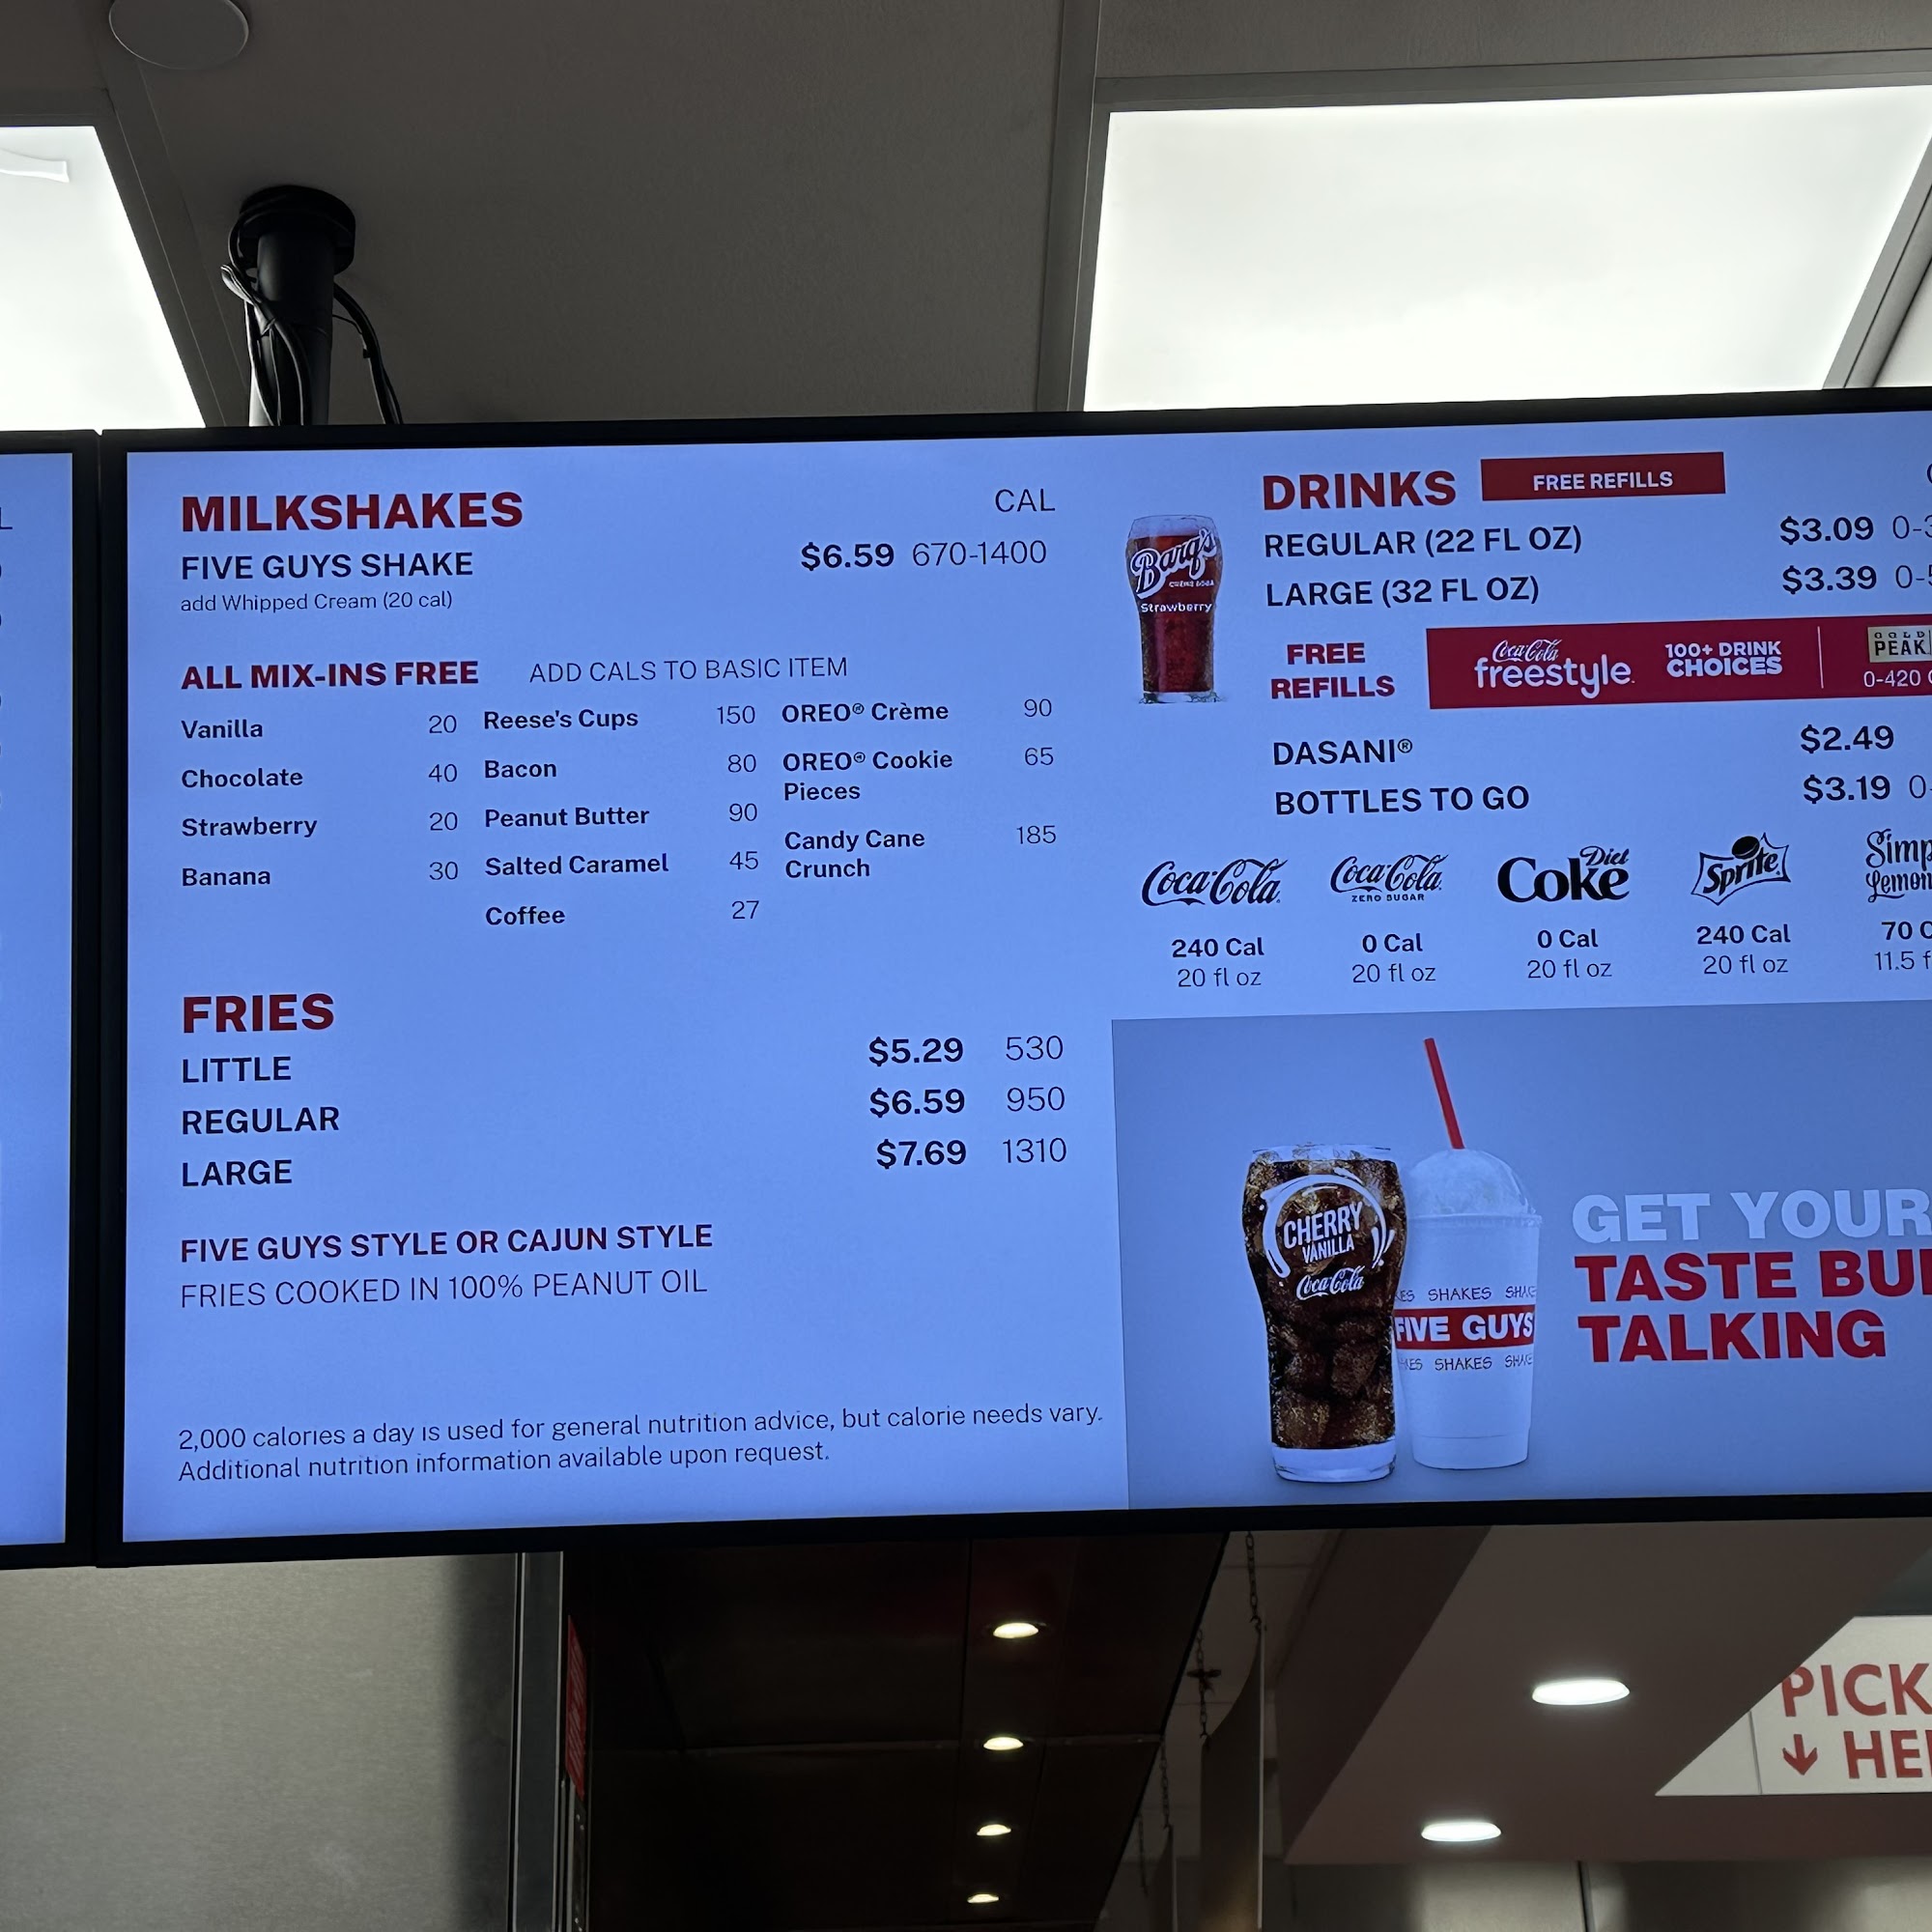 MILKSHAKES
CAL
FIVE GUYS SHAKE $6.59 670-1400
add Whipped Cream (20 cal)
ALL MIX-INS FREE ADD CALS TO BASIC ITEM
Vanilla 20
Chocolate 40
Strawberry 20
Banana 30
Reese's Cups 150
Bacon 80
Peanut Butter 90
Salted Caramel 45
Coffee 27
OREO® Crème 90
OREO® Cookie 65
Pieces
Candy Cane 185
Crunch
FRIES
LITTLE $5.29 530
REGULAR $6.59 950
LARGE $7.69 1310
FIVE GUYS STYLE OR CAJUN STYLE
FRIES COOKED IN 100% PEANUT OIL
2,000 calories a day is used for general nutrition advice, but calorie needs vary.
Additional nutrition information available upon request.
Barq's
CRÈME SODA
Strawberry
DRINKS FREE REFILLS
REGULAR (22 FL OZ) $3.09
LARGE (32 FL OZ) $3.39
FREE
REFILLS
Coca-Cola
freestyle
100+ DRINK
CHOICES
GOLD
PEAK
0-420
DASANI® $2.49
BOTTLES TO GO $3.19
Coca-Cola
240 Cal
20 fl oz
Coca-Cola
ZERO SUGAR
0 Cal
20 fl oz
Diet
Coke
0 Cal
20 fl oz
Sprite
240 Cal
20 fl oz
70
11.5
CHERRY
VANILLA
Coca-Cola
SHAKES
FIVE GUYS
SHAKES
GET YOUR
TASTE
TALKING
PICK
↓